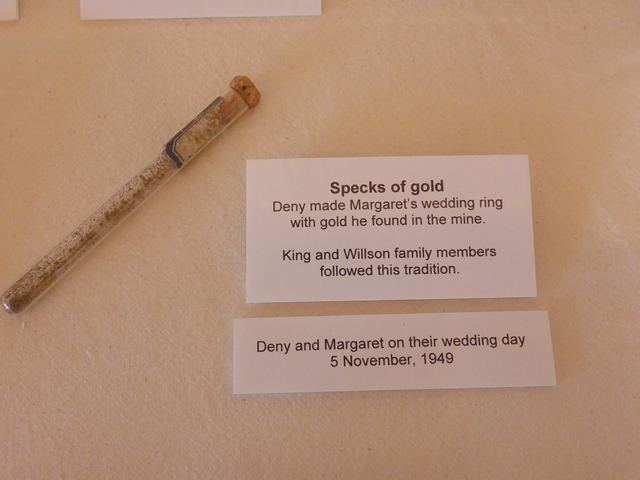 Specks of gold
Deny made Margaret's wedding ring
with gold he found in the mine.
King and Willson family members
followed this tradition.
Deny and Margaret on their wedding day
5 November, 1949